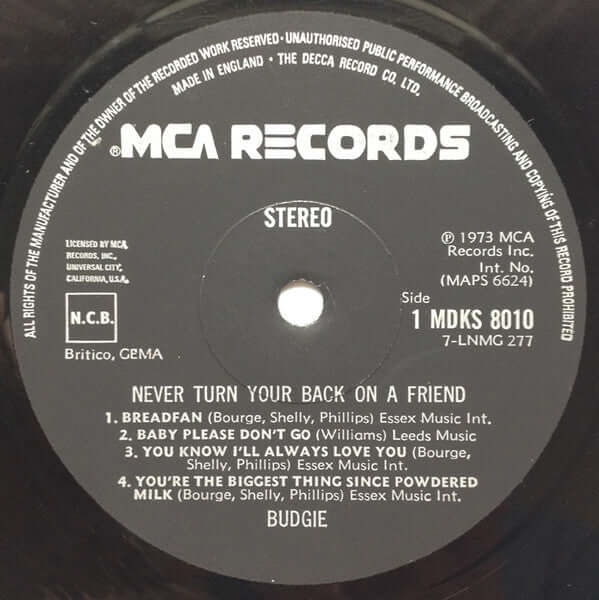 ALL RIGHTS OF THE MANUFACTURER AND OF THE OWNER OF THE RECORDED WORK RESERVED · UNAUTHORISED PUBLIC PERFORMANCE BROADCASTING AND COPYING OF THIS RECORD PROHIBITED
MADE IN ENGLAND · THE DECCA RECORD CO. LTD.
®MCA RECORDS
STEREO
LICENSED BY MCA
RECORDS, INC.,
UNIVERSAL CITY,
CALIFORNIA, U.S.A.
N.C.B.
Britico, GEMA
℗ 1973 MCA
Records Inc.
Int. No.
(MAPS 6624)
Side
1 MDKS 8010
7-LNMG 277
NEVER TURN YOUR BACK ON A FRIEND
1. BREADFAN (Bourge, Shelly, Phillips) Essex Music Int.
2. BABY PLEASE DON'T GO (Williams) Leeds Music
3. YOU KNOW I'LL ALWAYS LOVE YOU (Bourge,
Shelly, Phillips) Essex Music Int.
4. YOU'RE THE BIGGEST THING SINCE POWDERED
MILK (Bourge, Shelly, Phillips) Essex Music Int.
BUDGIE